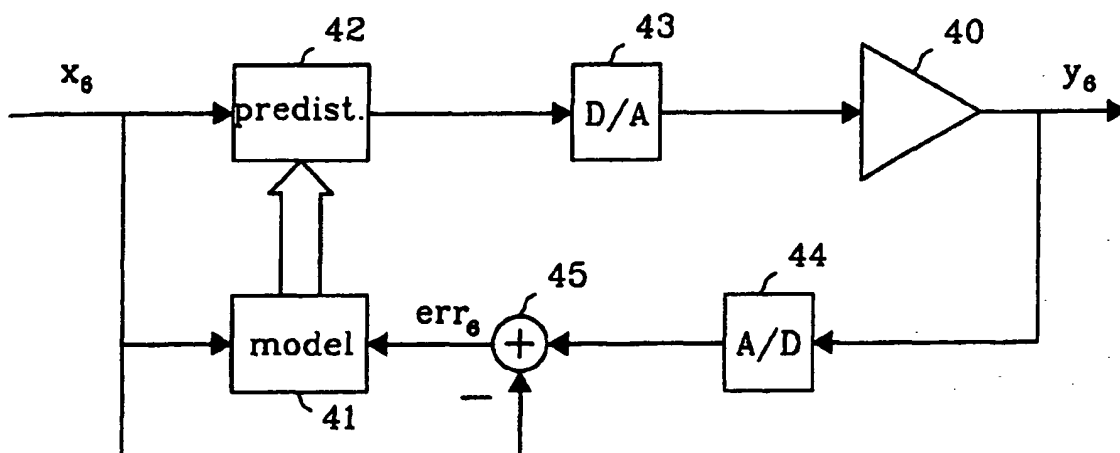 42
43
40
x₆
y₆
predist.
D/A
45
44
err₆
model
+
A/D
41
−